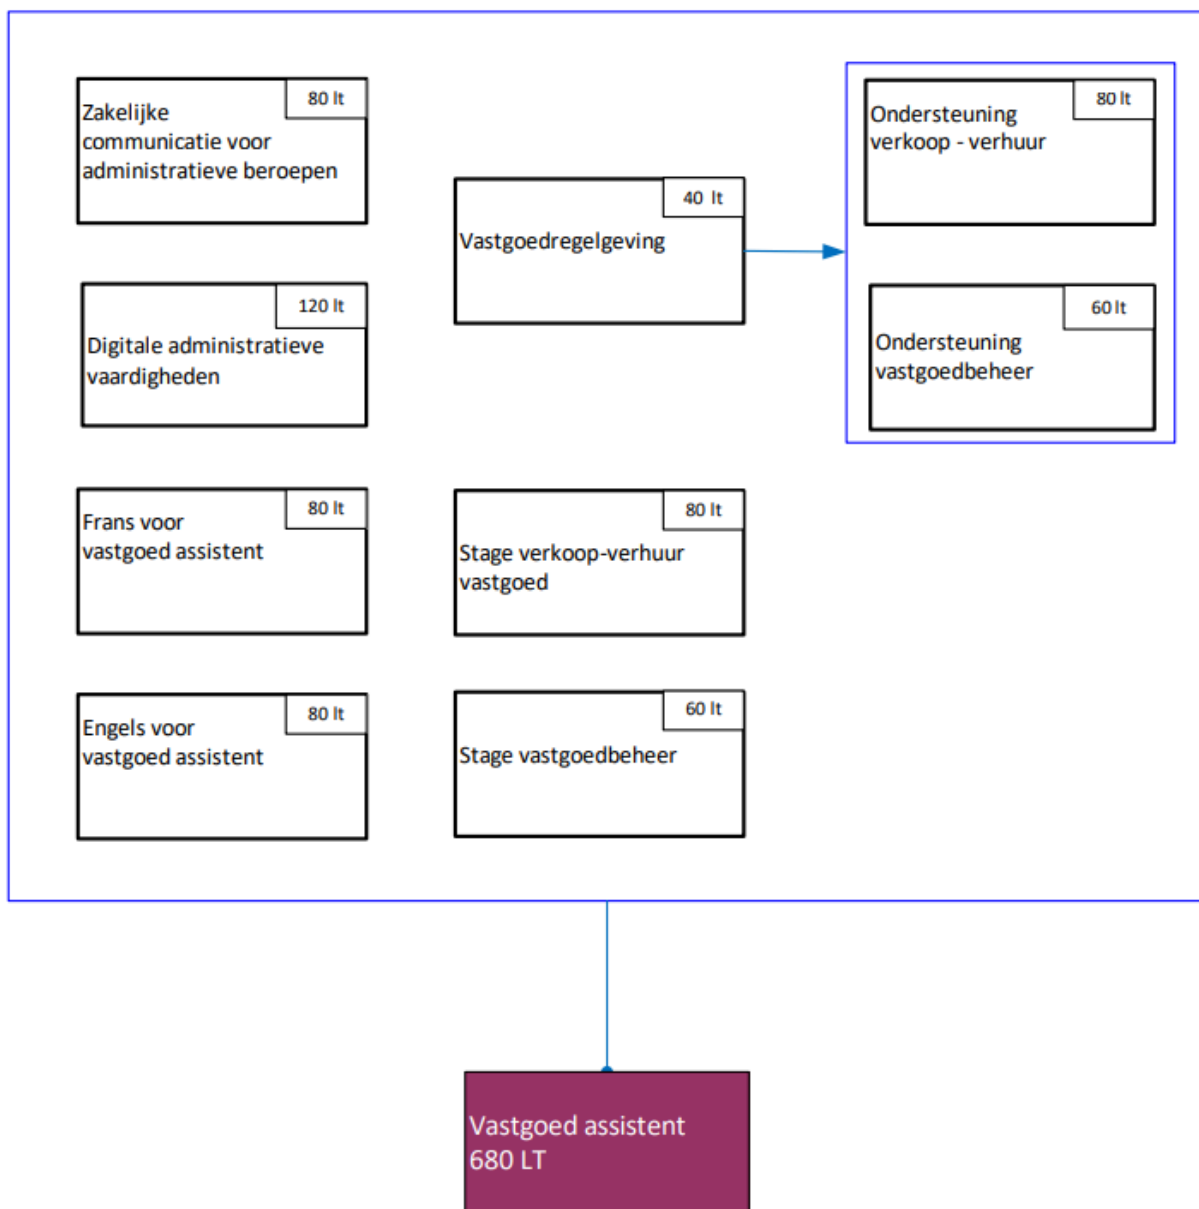 80 lt
Zakelijke
communicatie voor
administratieve beroepen
120 lt
Digitale administratieve
vaardigheden
80 lt
Frans voor
vastgoed assistent
80 lt
Engels voor
vastgoed assistent
40 lt
Vastgoedregelgeving
80 lt
Stage verkoop-verhuur
vastgoed
60 lt
Stage vastgoedbeheer
80 lt
Ondersteuning
verkoop - verhuur
60 lt
Ondersteuning
vastgoedbeheer
Vastgoed assistent
680 LT